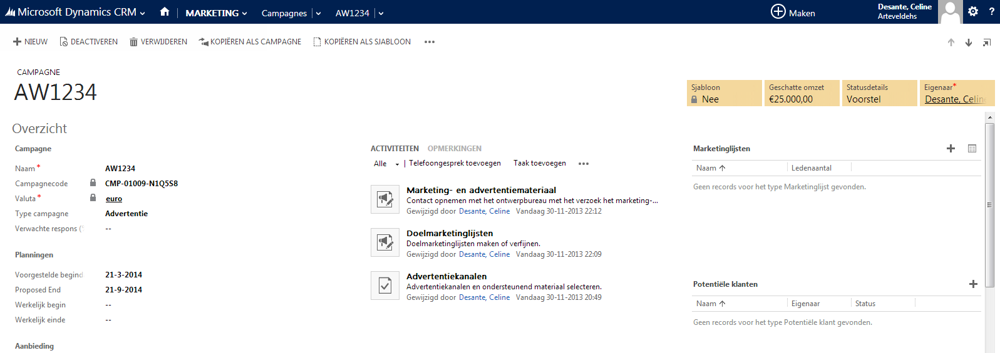 Microsoft Dynamics CRM MARKETING Campagnes AW1234 Maken Desante, Celine ?
Arteveldehs
NIEUW DEACTIVEREN VERWIJDEREN KOPIËREN ALS CAMPAGNE KOPIËREN ALS SJABLOON •••
CAMPAGNE
AW1234
Sjabloon Geschatte omzet Statusdetails Eigenaar*
Nee €25.000,00 Voorstel Desante, Celin
Overzicht
Campagne
Naam* AW1234
Campagnecode CMP-01009-N1Q5S8
Valuta* euro
Type campagne Advertentie
Verwachte respons ( --
Planningen
Voorgestelde begind 21-3-2014
Proposed End 21-9-2014
Werkelijk begin --
Werkelijk einde --
Aanbieding
ACTIVITEITEN OPMERKINGEN
Alle | Telefoongesprek toevoegen Taak toevoegen •••
Marketing- en advertentiemateriaal
Contact opnemen met het ontwerpbureau met het verzoek het marketing-...
Gewijzigd door Desante, Celine Vandaag 30-11-2013 22:12
Doelmarketinglijsten
Doelmarketinglijsten maken of verfijnen.
Gewijzigd door Desante, Celine Vandaag 30-11-2013 22:09
Advertentiekanalen
Advertentiekanalen en ondersteunend materiaal selecteren.
Gewijzigd door Desante, Celine Vandaag 30-11-2013 20:49
Marketinglijsten
Naam Ledenaantal
Geen records voor het type Marketinglijst gevonden.
Potentiële klanten
Naam Eigenaar Status
Geen records voor het type Potentiële klant gevonden.